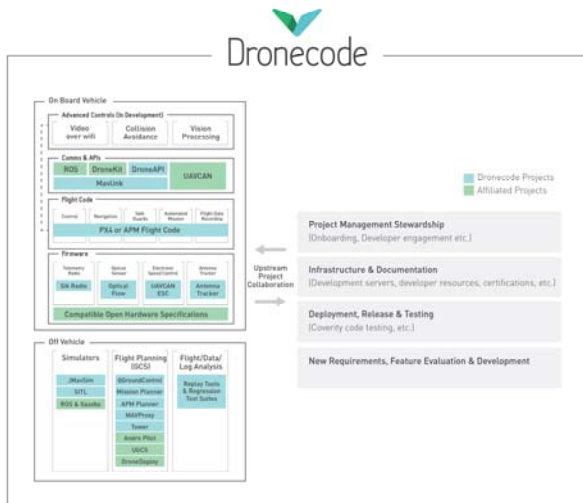 Dronecode
On Board Vehicle
Advanced Controls (In Development)
Video over wifi
Collision Avoidance
Vision Processing
Comms & APIs
ROS
DroneKit
DroneAPI
UAVCAN
Mavlink
Flight Code
Control
Navigation
Safe Guards
Automated Mission
Flight Data Recording
PX4 or APM Flight Code
Firmware
Telemetry Radio
Optical Sensor
Electronic Speed Control
Antenna Tracker
Sik Radio
Optical Flow
UAVCAN ESC
Antenna Tracker
Compatible Open Hardware Specifications
Off Vehicle
Simulators
JMavSim
SITL
ROS & Gazebo
Flight Planning (GCS)
QGroundControl
Mission Planner
APM Planner
MAVProxy
Tower
Andro Pilot
UGCS
DroneDeploy
Flight/Data/ Log Analysis
Replay Tools & Regression Test Suites
Upstream Project Collaboration
Dronecode Projects
Affiliated Projects
Project Management Stewardship
(Onboarding, Developer engagement etc.)
Infrastructure & Documentation
(Development servers, developer resources, certifications, etc.)
Deployment, Release & Testing
(Coverity code testing, etc.)
New Requirements, Feature Evaluation & Development